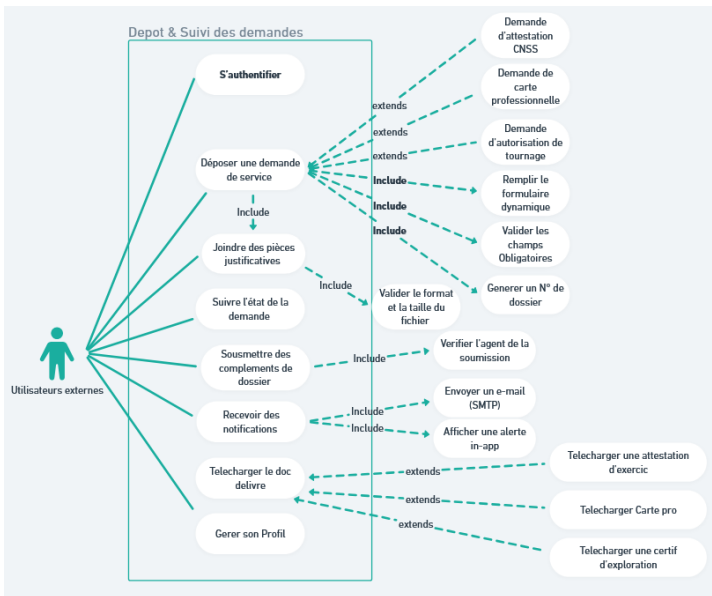 Depot & Suivi des demandes
S'authentifier
Demande
d'attestation
CNSS
Demande de
carte
professionnelle
extends
extends
extends
Demande
d'autorisation de
tournage
Déposer une demande
de service
Include
Include
Include
Include
Remplir le
formulaire
dynamique
Valider les
champs
Obligatoires
Generer un N° de
dossier
Joindre des pièces
justificatives
Include
Valider le format
et la taille du
fichier
Suivre l'état de la
demande
Sousmettre des
complements de
dossier
Include
Verifier l'agent de la
soumission
Utilisateurs externes
Recevoir des
notifications
Include
Include
Envoyer un e-mail
(SMTP)
Afficher une alerte
in-app
Telecharger le doc
delivre
extends
extends
extends
Telecharger une attestation
d'exercic
Telecharger Carte pro
Telecharger une certif
d'exploration
Gerer son Profil